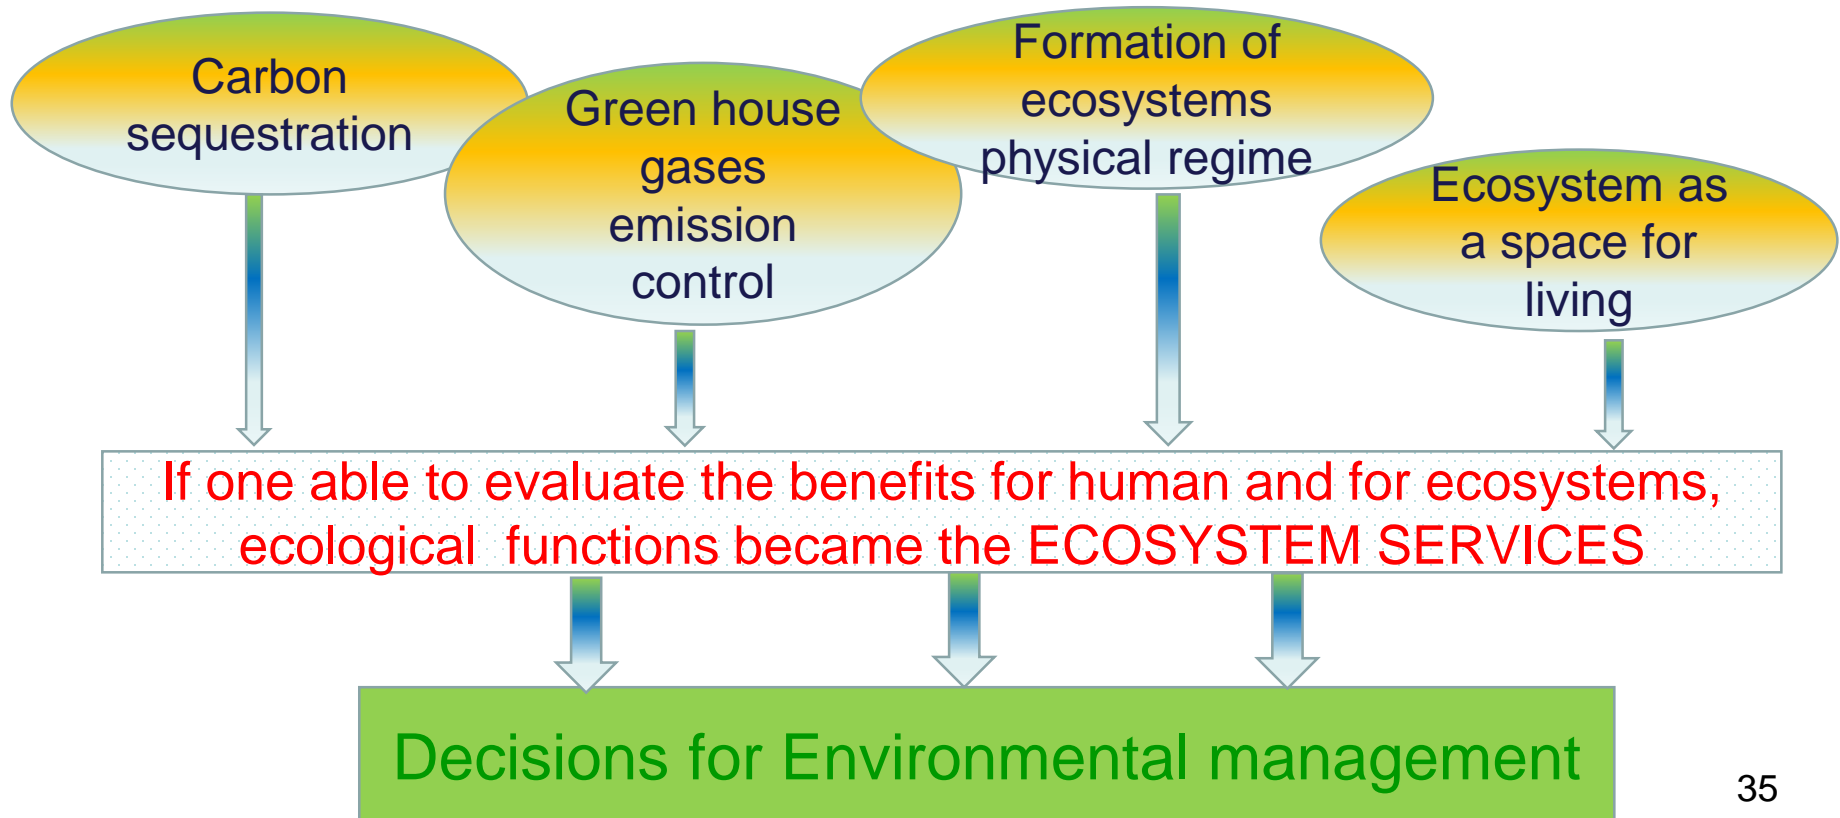 Carbon
sequestration
Green house
gases
emission
control
Formation of
ecosystems
physical regime
Ecosystem as
a space for
living
If one able to evaluate the benefits for human and for ecosystems,
ecological  functions became the ECOSYSTEM SERVICES
Decisions for Environmental management
35